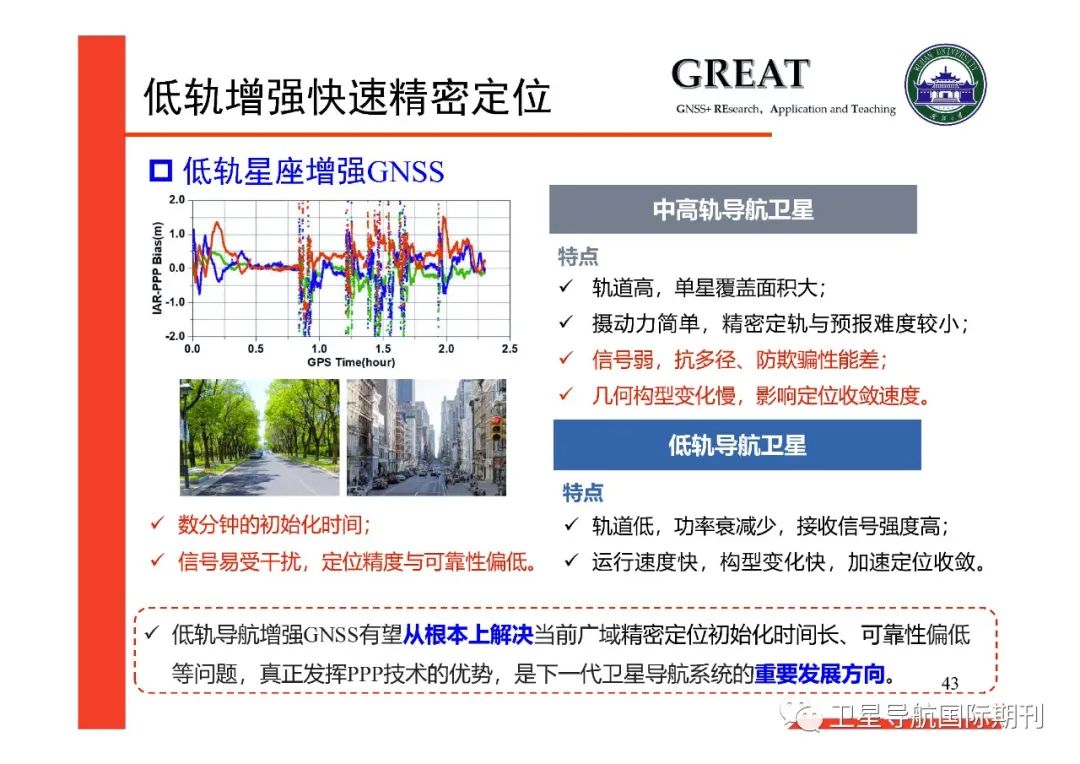 低轨增强快速精密定位
GREAT
GNSS+ REsearch, Application and Teaching
WUHAN UNIVERSITY
低轨星座增强GNSS
IAR-PPP Bias(m)
2.0
1.0
0.0
-1.0
-2.0
0.0 0.5 1.0 1.5 2.0 2.5
GPS Time(hour)
✓ 数分钟的初始化时间;
✓ 信号易受干扰，定位精度与可靠性偏低。
中高轨导航卫星
特点
✓ 轨道高，单星覆盖面积大;
✓ 摄动力简单，精密定轨与预报难度较小;
✓ 信号弱，抗多径、防欺骗性能差;
✓ 几何构型变化慢，影响定位收敛速度。
低轨导航卫星
特点
✓ 轨道低，功率衰减少，接收信号强度高;
✓ 运行速度快，构型变化快，加速定位收敛。
✓ 低轨导航增强GNSS有望从根本上解决当前广域精密定位初始化时间长、可靠性偏低
等问题，真正发挥PPP技术的优势，是下一代卫星导航系统的重要发展方向。
43
卫星导航国际期刊